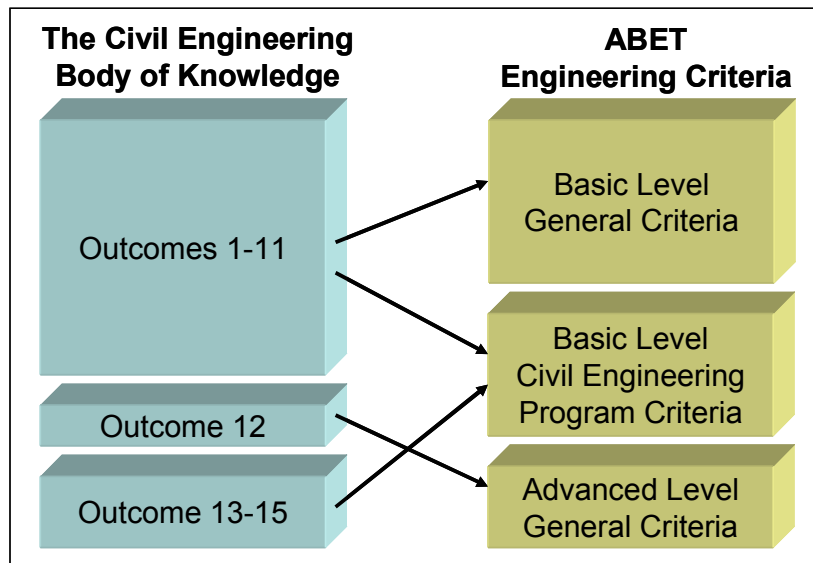 The Civil Engineering
Body of Knowledge
Outcomes 1-11
Outcome 12
Outcome 13-15
ABET
Engineering Criteria
Basic Level
General Criteria
Basic Level
Civil Engineering
Program Criteria
Advanced Level
General Criteria